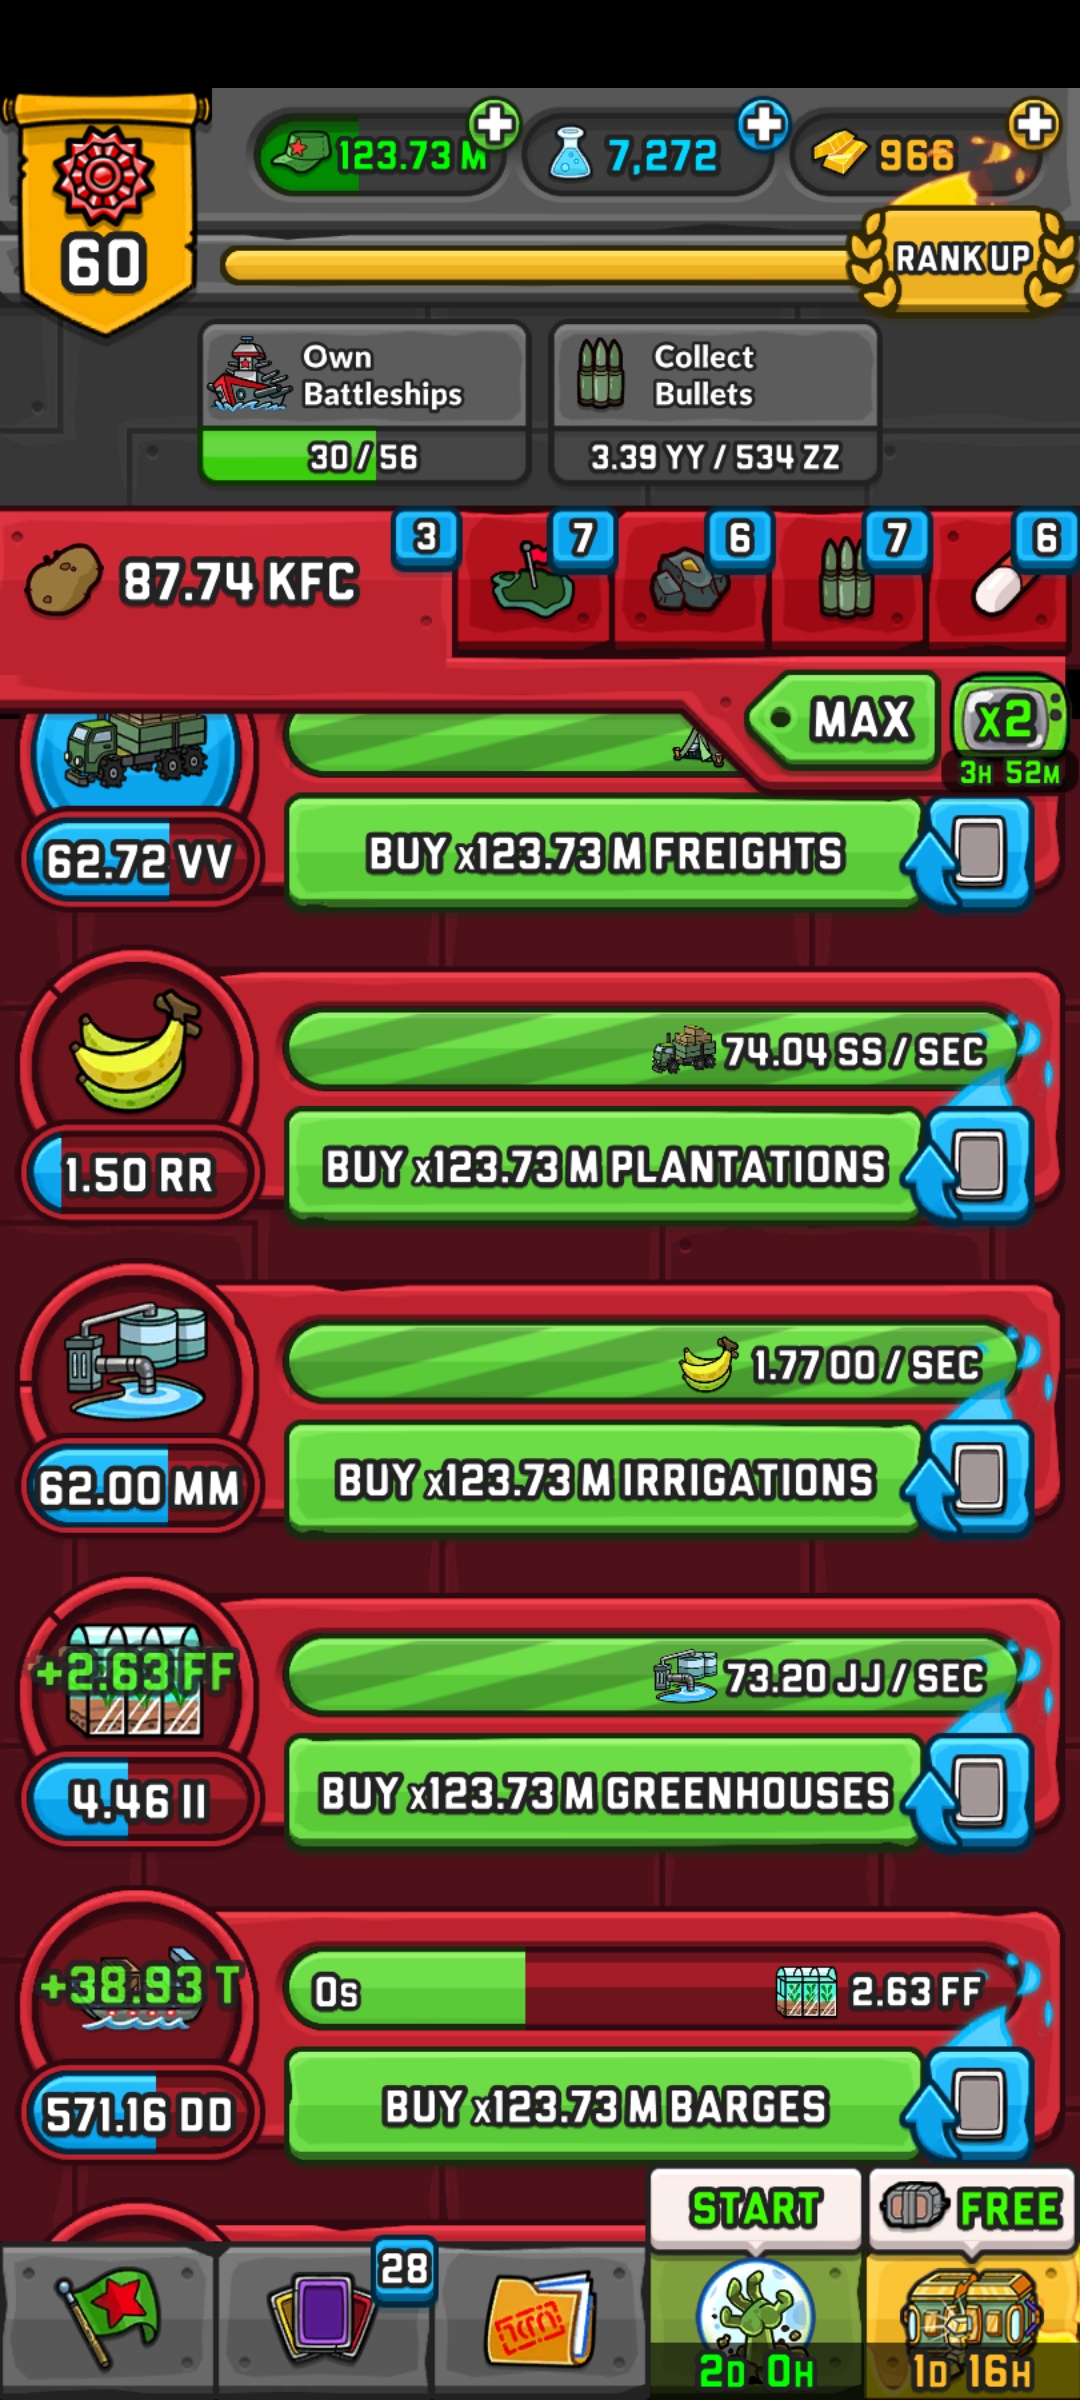 60
123.73 M
7,272
966
RANK UP
Own
Battleships
30 / 56
Collect
Bullets
3.39 YY / 534 ZZ
87.74 KFC
3
7
6
7
6
MAX
x2
3H 52M
62.72 VV
BUY x123.73 M FREIGHTS
74.04 SS / SEC
1.50 RR
BUY x123.73 M PLANTATIONS
1.77 OO / SEC
62.00 MM
BUY x123.73 M IRRIGATIONS
+2.63 FF
73.20 JJ / SEC
4.46 II
BUY x123.73 M GREENHOUSES
+38.93 T
0s
2.63 FF
571.16 DD
BUY x123.73 M BARGES
START
FREE
28
2D 0H
1D 16H